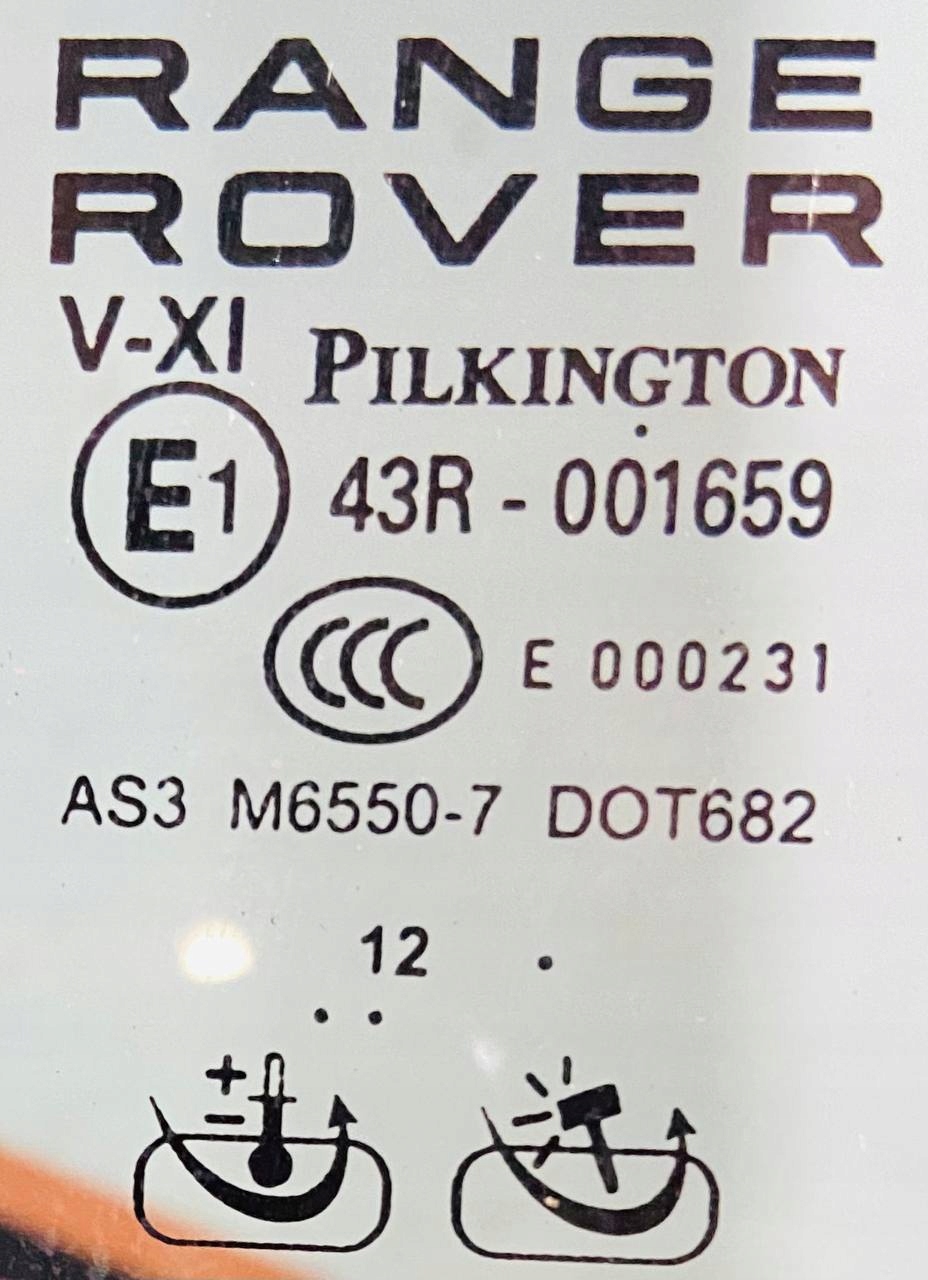 RANGE
ROVER
V-XI PILKINGTON
E1 43R - 001659
CCC E 000231
AS3 M6550-7 DOT682
12